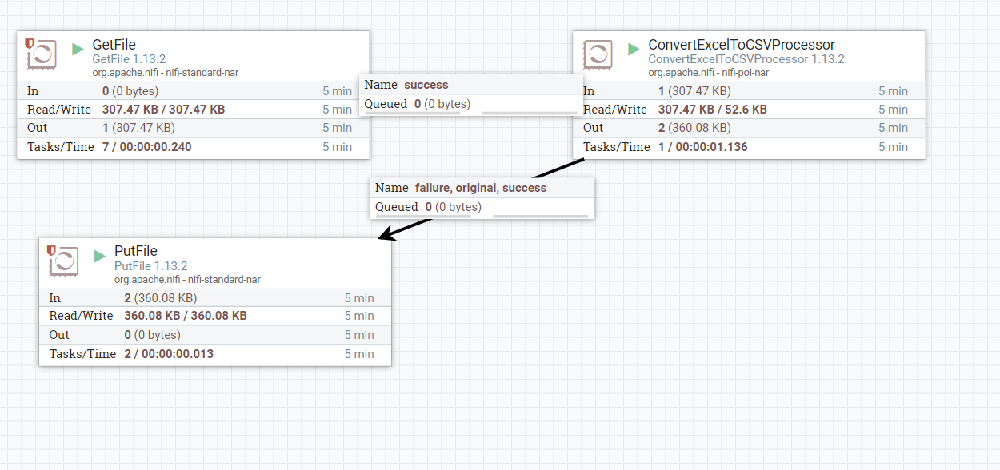 GetFile
GetFile 1.13.2
org.apache.nifi - nifi-standard-nar
In 0 (0 bytes) 5 min
Read/Write 307.47 KB / 307.47 KB 5 min
Out 1 (307.47 KB) 5 min
Tasks/Time 7 / 00:00:00.240 5 min
Name success
Queued 0 (0 bytes)
ConvertExcelToCSVProcessor
ConvertExcelToCSVProcessor 1.13.2
org.apache.nifi - nifi-poi-nar
In 1 (307.47 KB) 5 min
Read/Write 307.47 KB / 52.6 KB 5 min
Out 2 (360.08 KB) 5 min
Tasks/Time 1 / 00:00:01.136 5 min
Name failure, original, success
Queued 0 (0 bytes)
PutFile
PutFile 1.13.2
org.apache.nifi - nifi-standard-nar
In 2 (360.08 KB) 5 min
Read/Write 360.08 KB / 360.08 KB 5 min
Out 0 (0 bytes) 5 min
Tasks/Time 2 / 00:00:00.013 5 min